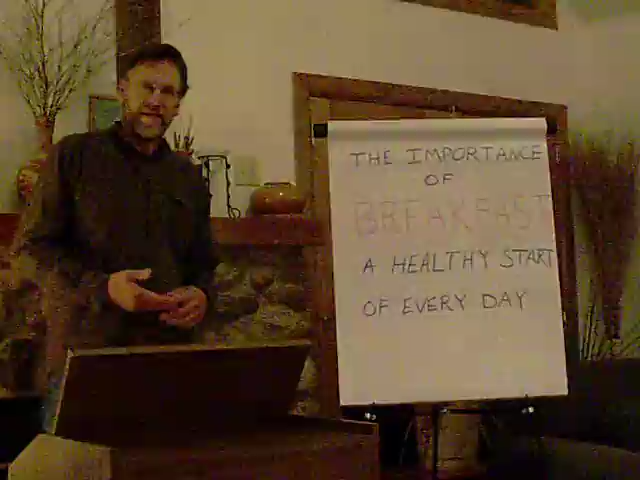 THE IMPORTANCE
OF
BREAKFAST
A HEALTHY START
OF EVERY DAY